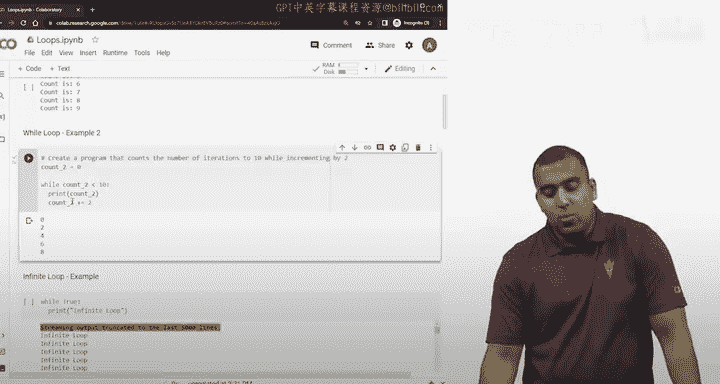 GPT中英字幕课程资源@bilibili.com
Loops.ipynb - Colaboratory
Incognito
Loops.ipynb
File Edit View Insert Runtime Tools Help
Comment
Share
A
+ Code + Text
RAM
Disk
Editing
Count is: 6
Count is: 7
Count is: 8
Count is: 9
While Loop - Example 2
# Create a program that counts the number of iterations to 10 while incrementing by 2
count_2 = 0
while count_2 < 10:
print(count_2)
count_2 += 2
0
2
4
6
8
Infinite Loop - Example
while True:
print("Infinite Loop")
Streaming output truncated to the last 5000 lines.
Infinite Loop
Infinite Loop
Infinite Loop
Infinite Loop